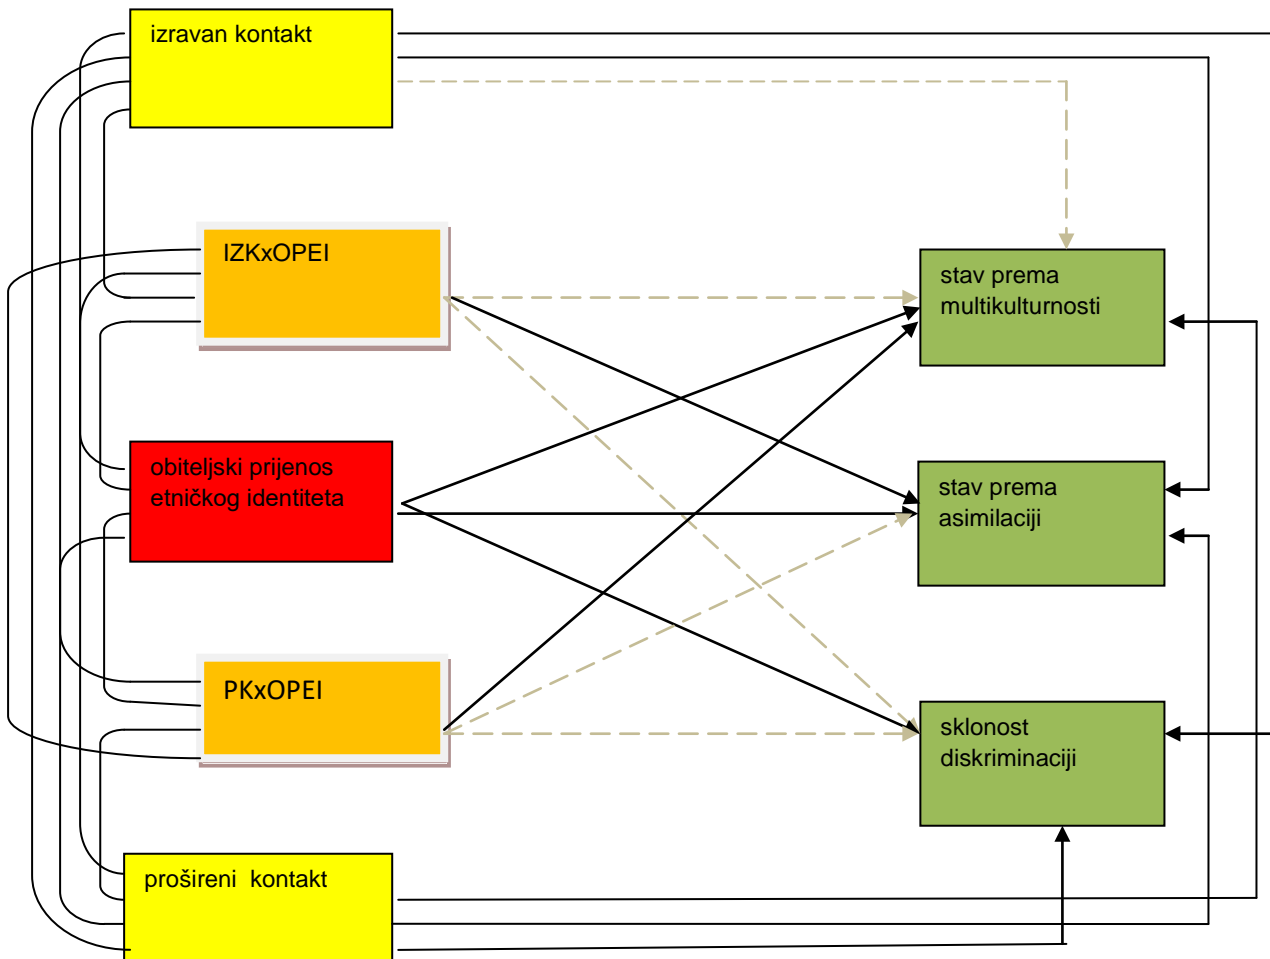 izravan kontakt
IZKxOPEI
stav prema
multikulturnosti
obiteljski prijenos
etničkog identiteta
stav prema
asimilaciji
PKxOPEI
sklonost
diskriminaciji
prošireni  kontakt